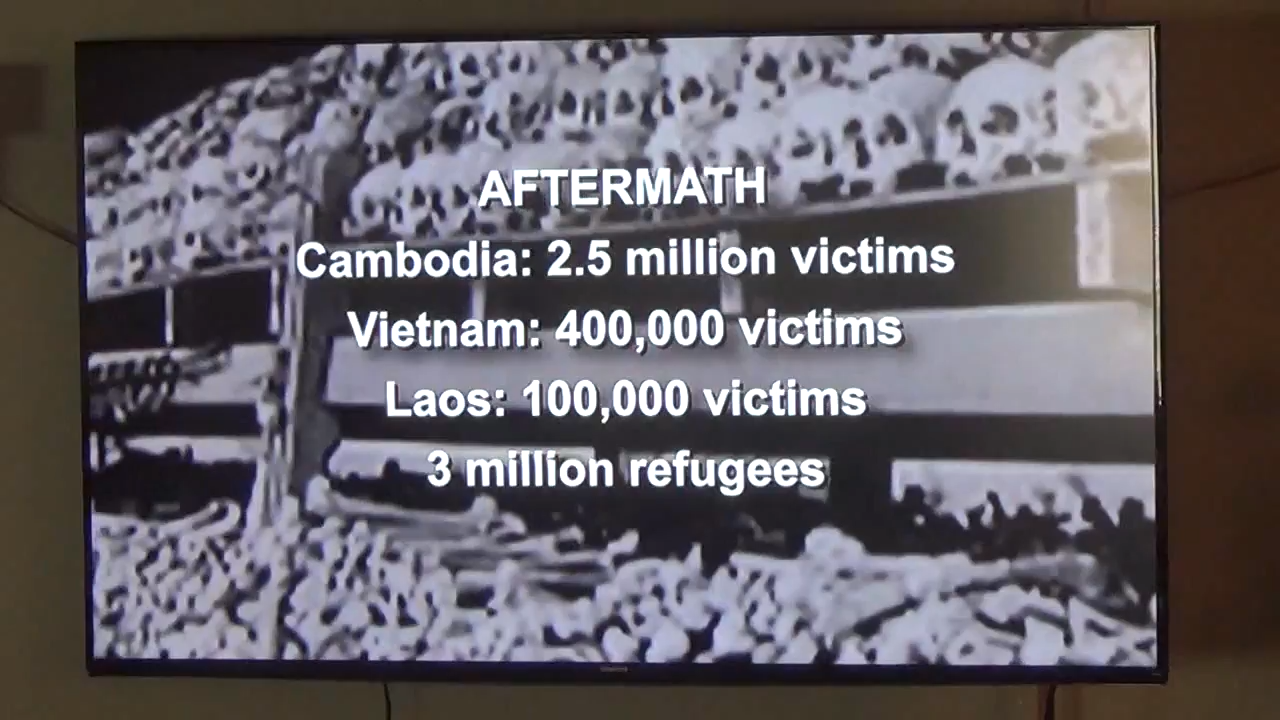 AFTERMATH
Cambodia: 2.5 million victims
Vietnam: 400,000 victims
Laos: 100,000 victims
3 million refugees